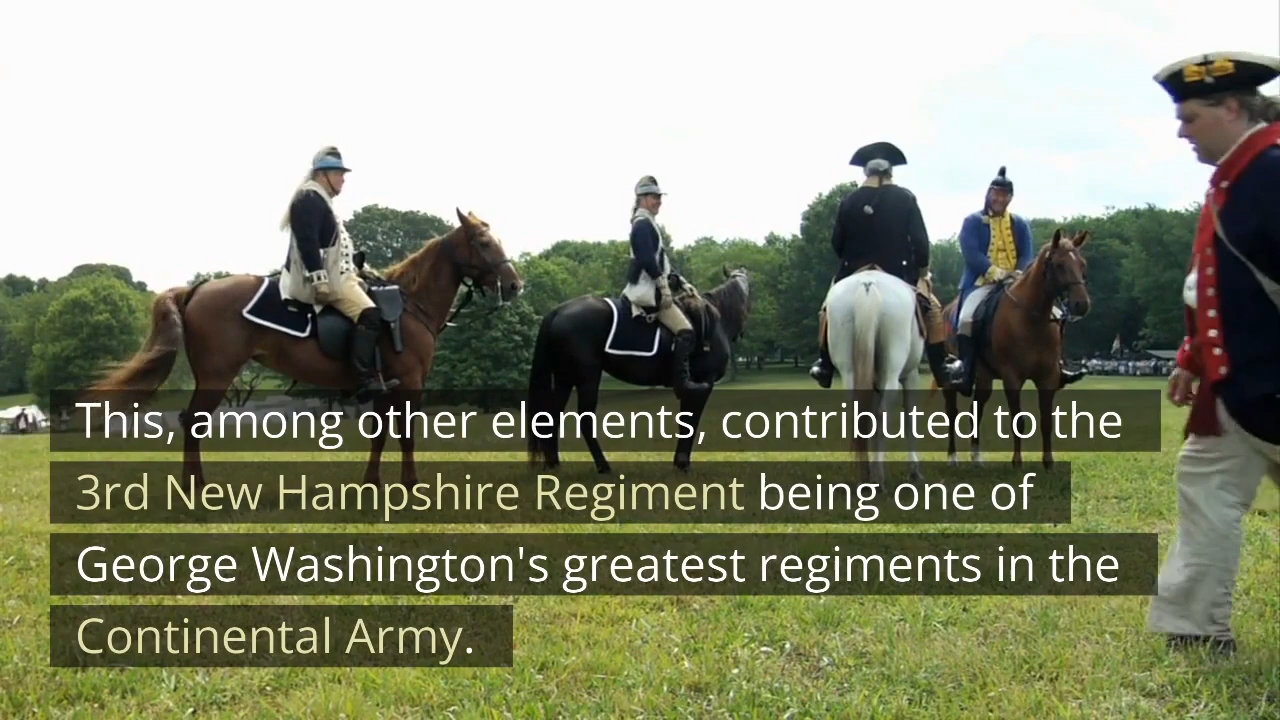 This, among other elements, contributed to the
3rd New Hampshire Regiment being one of
George Washington's greatest regiments in the
Continental Army.